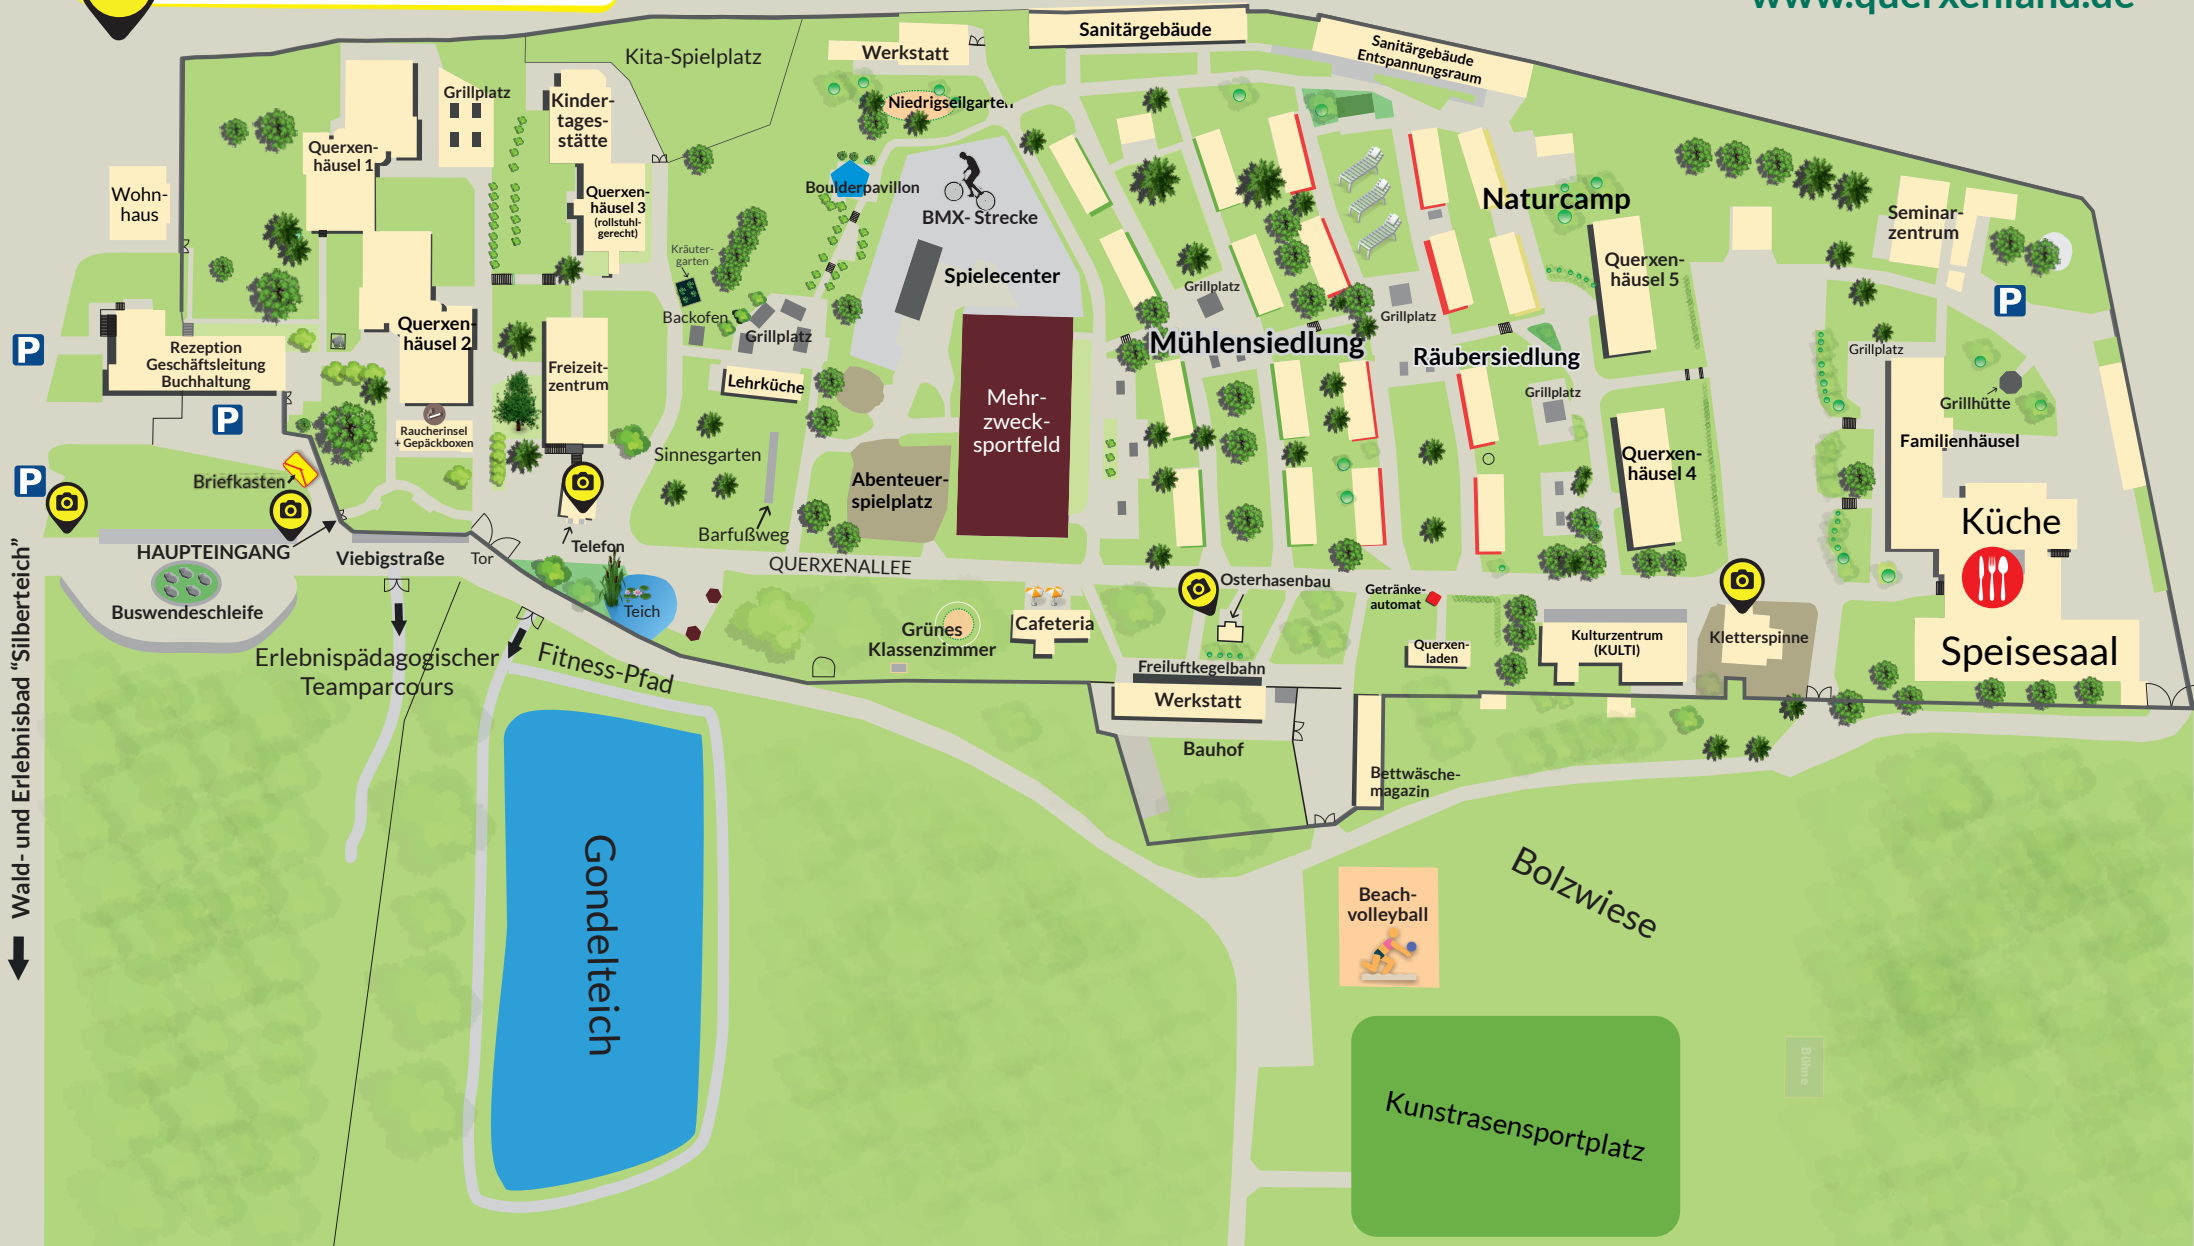 www.querxenland.de
Sanitärgebäude
Sanitärgebäude
Entspannungsraum
Kita-Spielplatz
Werkstatt
Grillplatz
Kinder-
tages-
stätte
Niedrigseilgarten
Querxen-
häusel 1
Wohn-
haus
Querxen-
häusel 3
(rollstuhl-
gerecht)
Boulderpavillon
BMX- Strecke
Naturcamp
Seminar-
zentrum
Kräuter-
garten
Spielecenter
Querxen-
häusel 5
Grillplatz
P
Backofen
Grillplatz
Grillplatz
Querxen-
häusel 2
P
Rezeption
Geschäftsleitung
Buchhaltung
Mühlensiedlung
Räubersiedlung
Grillplatz
Freizeit-
zentrum
Lehrküche
Mehr-
zweck-
sportfeld
Grillplatz
Grillhütte
P
Raucherinsel
+ Gepäckboxen
Familienhäusel
Sinnesgarten
Querxen-
häusel 4
P
Briefkasten
Abenteuer-
spielplatz
Küche
Barfußweg
HAUPTEINGANG
Viebigstraße
Tor
Telefon
QUERXENALLEE
Osterhasenbau
Getränke-
automat
Buswendeschleife
Teich
Grünes
Klassenzimmer
Cafeteria
Querxen-
laden
Kulturzentrum
(KULTI)
Kletterspinne
Speisesaal
Erlebnispädagogischer
Teamparcours
Fitness-Pfad
Freiluftkegelbahn
Werkstatt
Bauhof
Bettwäsche-
magazin
Wald- und Erlebnisbad “Silberteich”
Gondelteich
Bolzwiese
Beach-
volleyball
Bühne
Kunstrasensportplatz